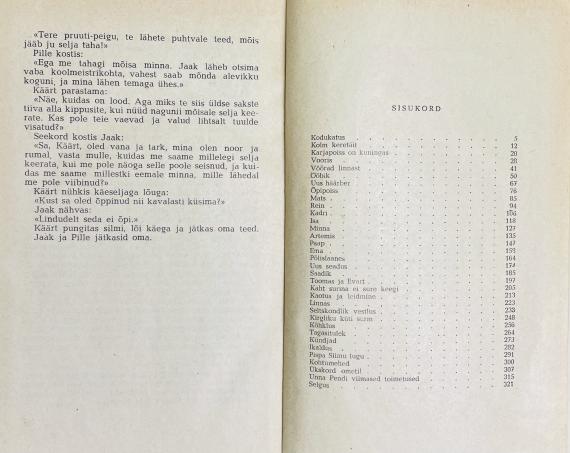 «Tere pruuti-peigu, te lähete puhtvale teed, mõis
jääb ju selja taha!»
Pille kostis:
«Ega me tahagi mõisa minna. Jaak läheb otsima
vaba koolmeistrikohta, vahest saab mõnda alevikku
koguni, ja mina lähen temaga ühes.»
Käärt parastama:
«Näe, kuidas on lood. Aga miks te siis üldse sakste
tiiva alla kippusite, kui nüüd nagunii mõisale selja kee-
rate. Kas pole teie vaevad ja valud lihtsalt tuulde
visatud?»
Seekord kostis Jaak:
«Sa, Käärt, oled vana ja tark, mina olen noor ja
rumal, vasta mulle, kuidas me saame millelegi selja
keerata, kui me pole näoga selle poole seisnud, ja kui-
das me saame millestki eemale minna, mille lähedal
me pole viibinud?»
Käärt nühkis käeseljaga lõuga:
«Kust sa oled õppinud nii kavalasti küsima?»
Jaak nähvas:
«Lindudelt seda ei õpi.»
Käärt pungitas silmi, lõi käega ja jätkas oma teed.
Jaak ja Pille jätkasid oma.
SISUKORD
Kodukatus 5
Kolm keretäit 12
Karjapoiss on kuningas 20
Vooris 28
Võõrad linnast 41
Döbik 50
Uus häärber 67
Õpipoiss 76
Mats 85
Rein 94
Kadri 106
Isa 118
Minna 127
Artemis 135
Paap 147
Ema 159
Põlislaanes 164
Uus seadus 174
Saadik 185
Toomas ja Evart 197
Kaht surma ei sure keegi 205
Kaotus ja leidmine 213
Linnas 223
Seltskondlik vestlus 233
Kirgliku küti surm 248
Kõhklus 256
Tagasitulek 264
Kündjad 273
Ikaldus 282
Popa Siimu lugu 291
Kohtumehed 300
Ükskord ometi! 307
Unna Pendi viimased toimetused 315
Selgus 321